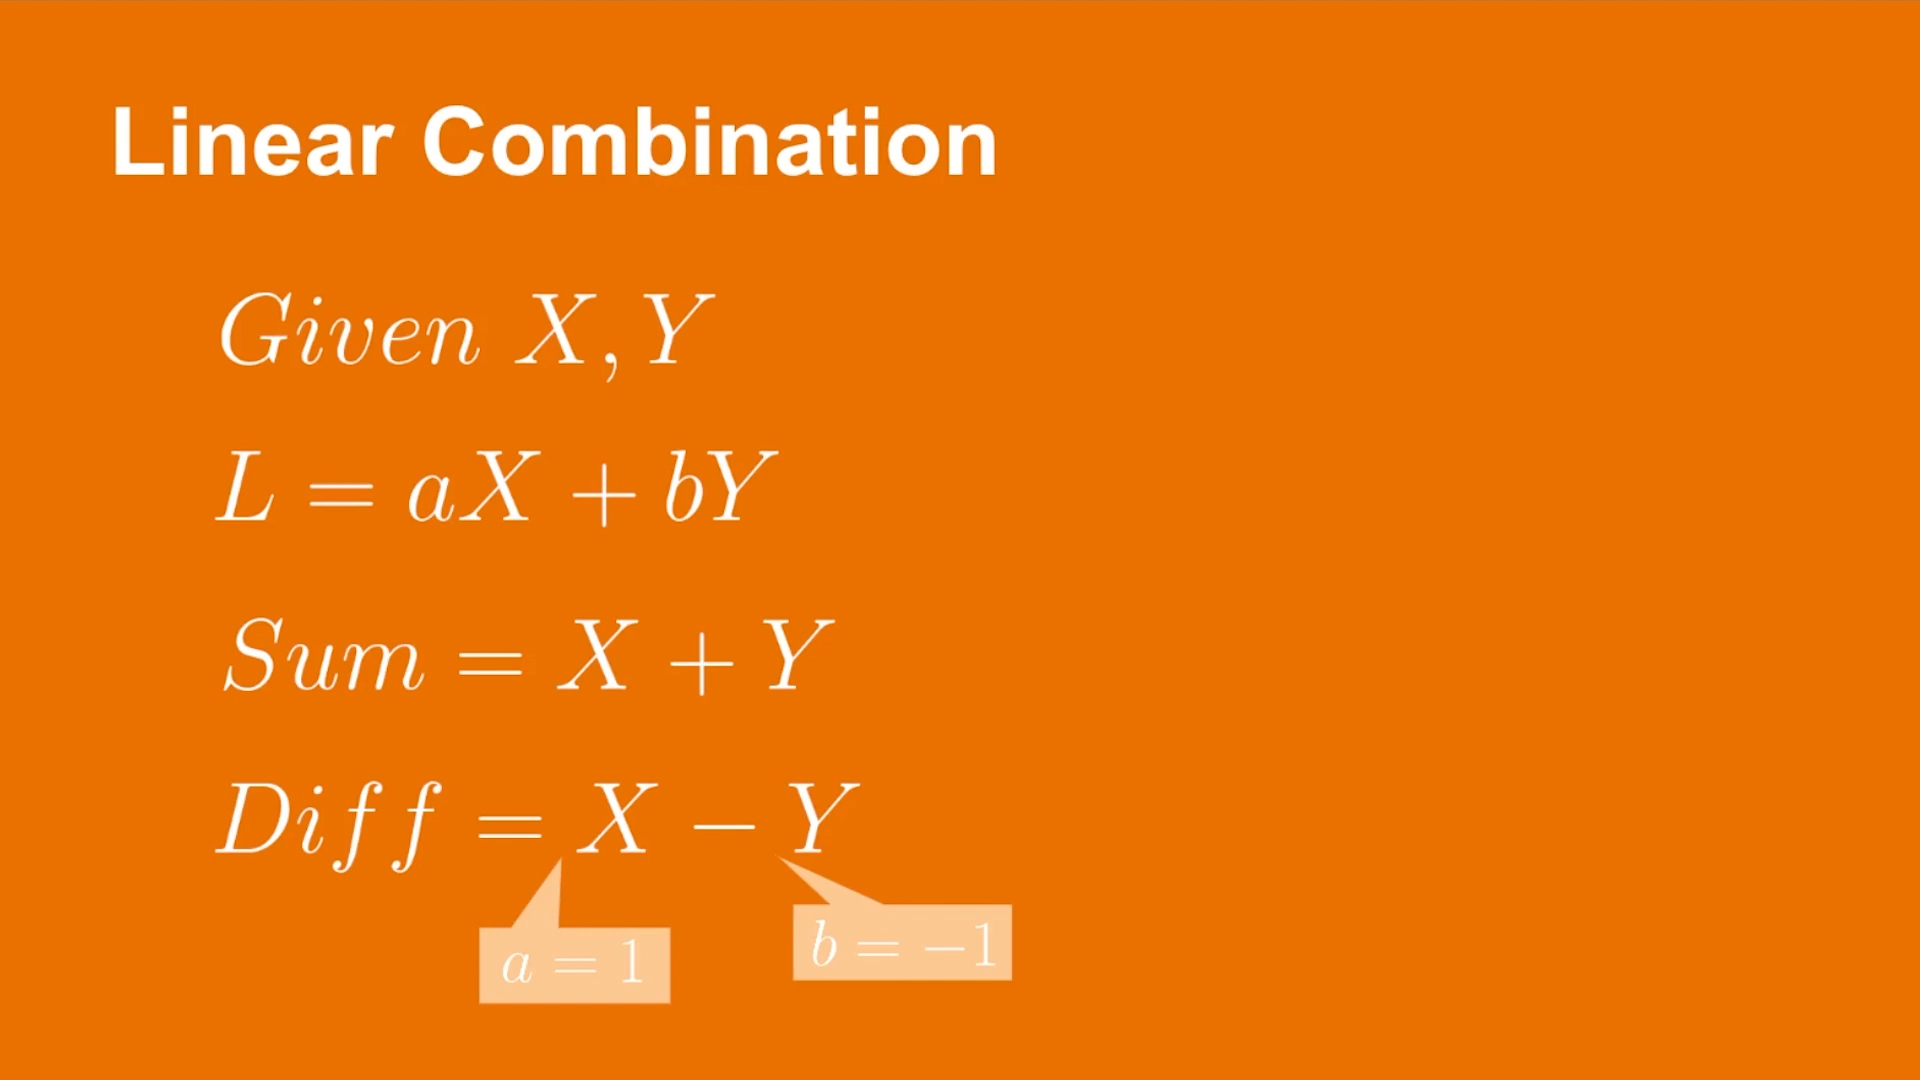 Linear Combination
Given X, Y
L = aX + bY
Sum = X + Y
Diff = X − Y
a = 1
b = −1